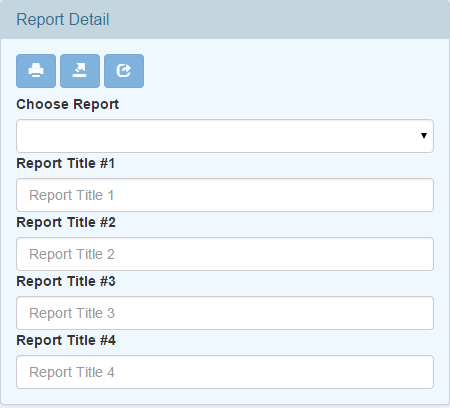 Report Detail
Choose Report
Report Title #1
Report Title 1
Report Title #2
Report Title 2
Report Title #3
Report Title 3
Report Title #4
Report Title 4